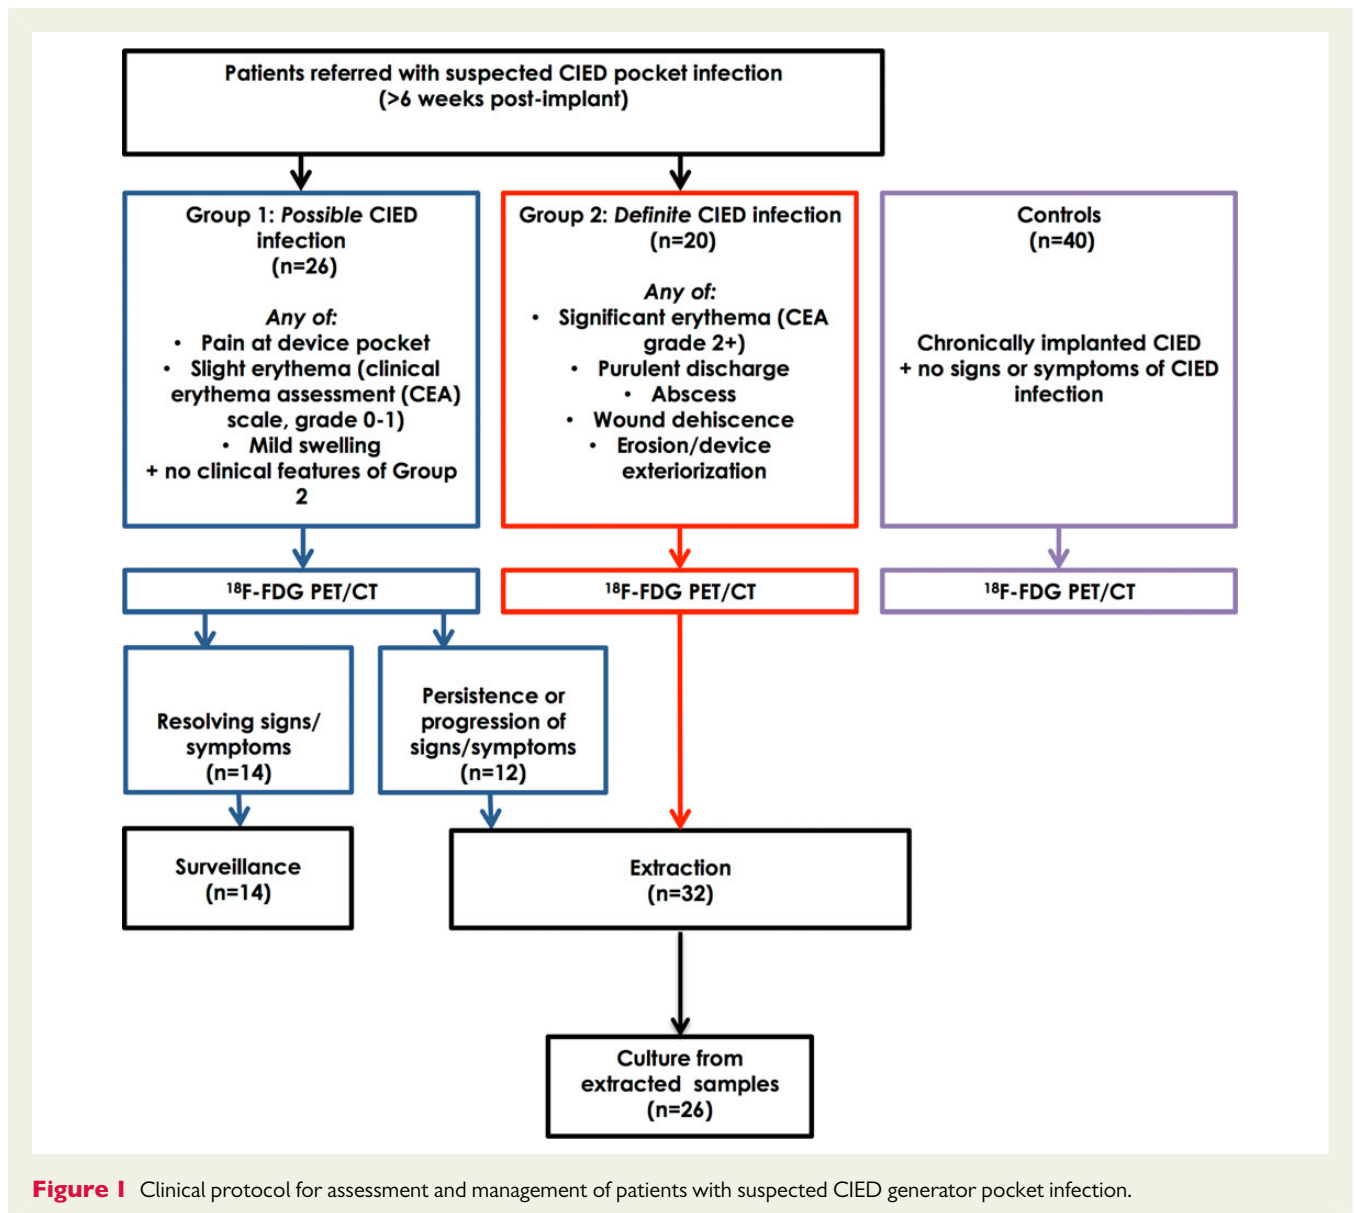 Patients referred with suspected CIED pocket infection
(>6 weeks post-implant)
Group 1: Possible CIED
infection
(n=26)
Any of:
• Pain at device pocket
• Slight erythema (clinical
erythema assessment (CEA)
scale, grade 0-1)
• Mild swelling
+ no clinical features of Group
2
Group 2: Definite CIED infection
(n=20)
Any of:
• Significant erythema (CEA
grade 2+)
• Purulent discharge
• Abscess
• Wound dehiscence
• Erosion/device
exteriorization
Controls
(n=40)
Chronically implanted CIED
+ no signs or symptoms of CIED
infection
¹⁸F-FDG PET/CT
¹⁸F-FDG PET/CT
¹⁸F-FDG PET/CT
Resolving signs/
symptoms
(n=14)
Persistence or
progression of
signs/symptoms
(n=12)
Surveillance
(n=14)
Extraction
(n=32)
Culture from
extracted samples
(n=26)
Figure 1 Clinical protocol for assessment and management of patients with suspected CIED generator pocket infection.